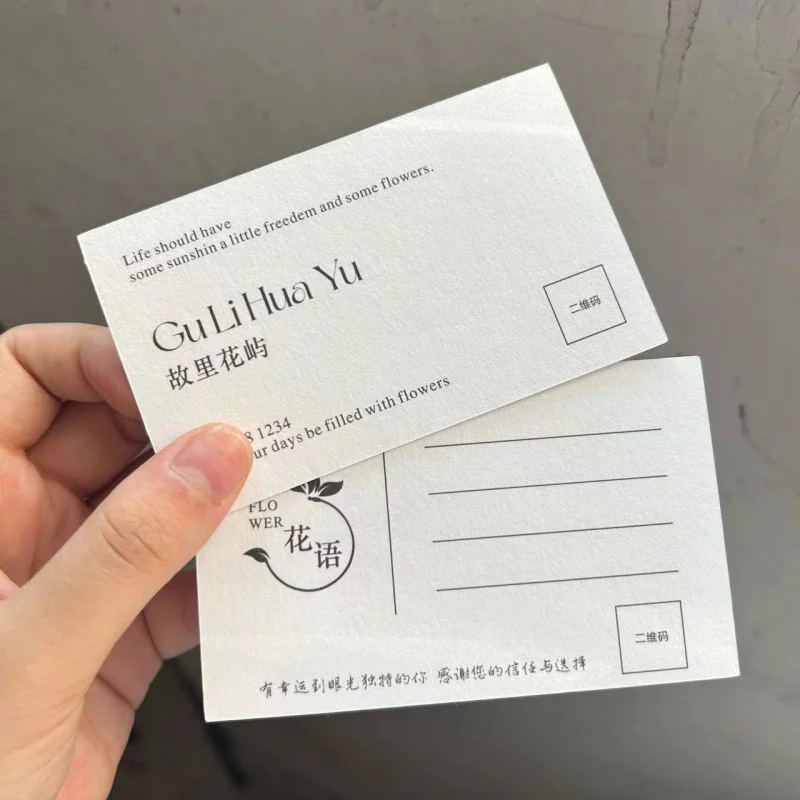 Life should have
some sunshin a little freedem and some flowers.
Gu Li Hua Yu
故里花屿
二维码
8 1234
ur days be filled with flowers
FLO
WER
花语
二维码
有幸运到眼光独特的你 感谢您的信任与选择